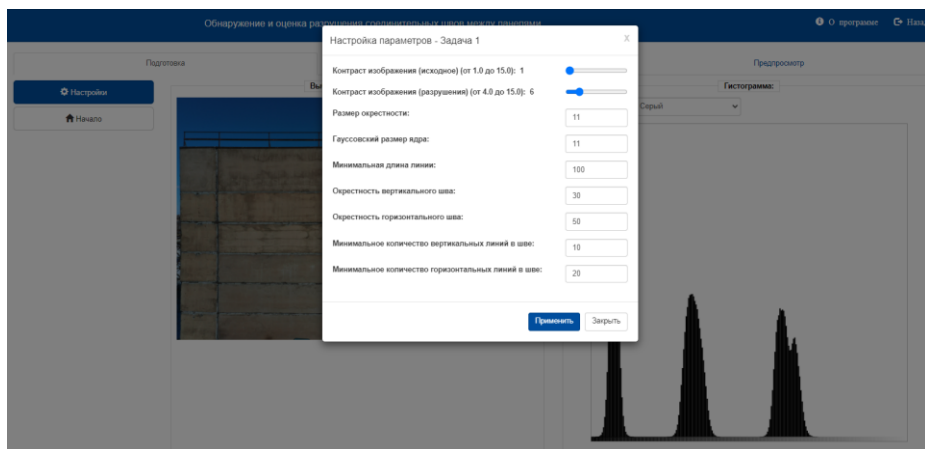 Обнаружение и оценка разрушения соединительных швов между панелями
О программе
Подготовка
Предпросмотр
Настройки
Начало
Гистограмма:
Серый
Настройка параметров - Задача 1
X
Контраст изображения (исходное) (от 1.0 до 15.0): 1
Контраст изображения (разрушения) (от 4.0 до 15.0): 6
Размер окрестности:
11
Гауссовский размер ядра:
11
Минимальная длина линии:
100
Окрестность вертикального шва:
30
Окрестность горизонтального шва:
50
Минимальное количество вертикальных линий в шве:
10
Минимальное количество горизонтальных линий в шве:
20
Применить
Закрыть